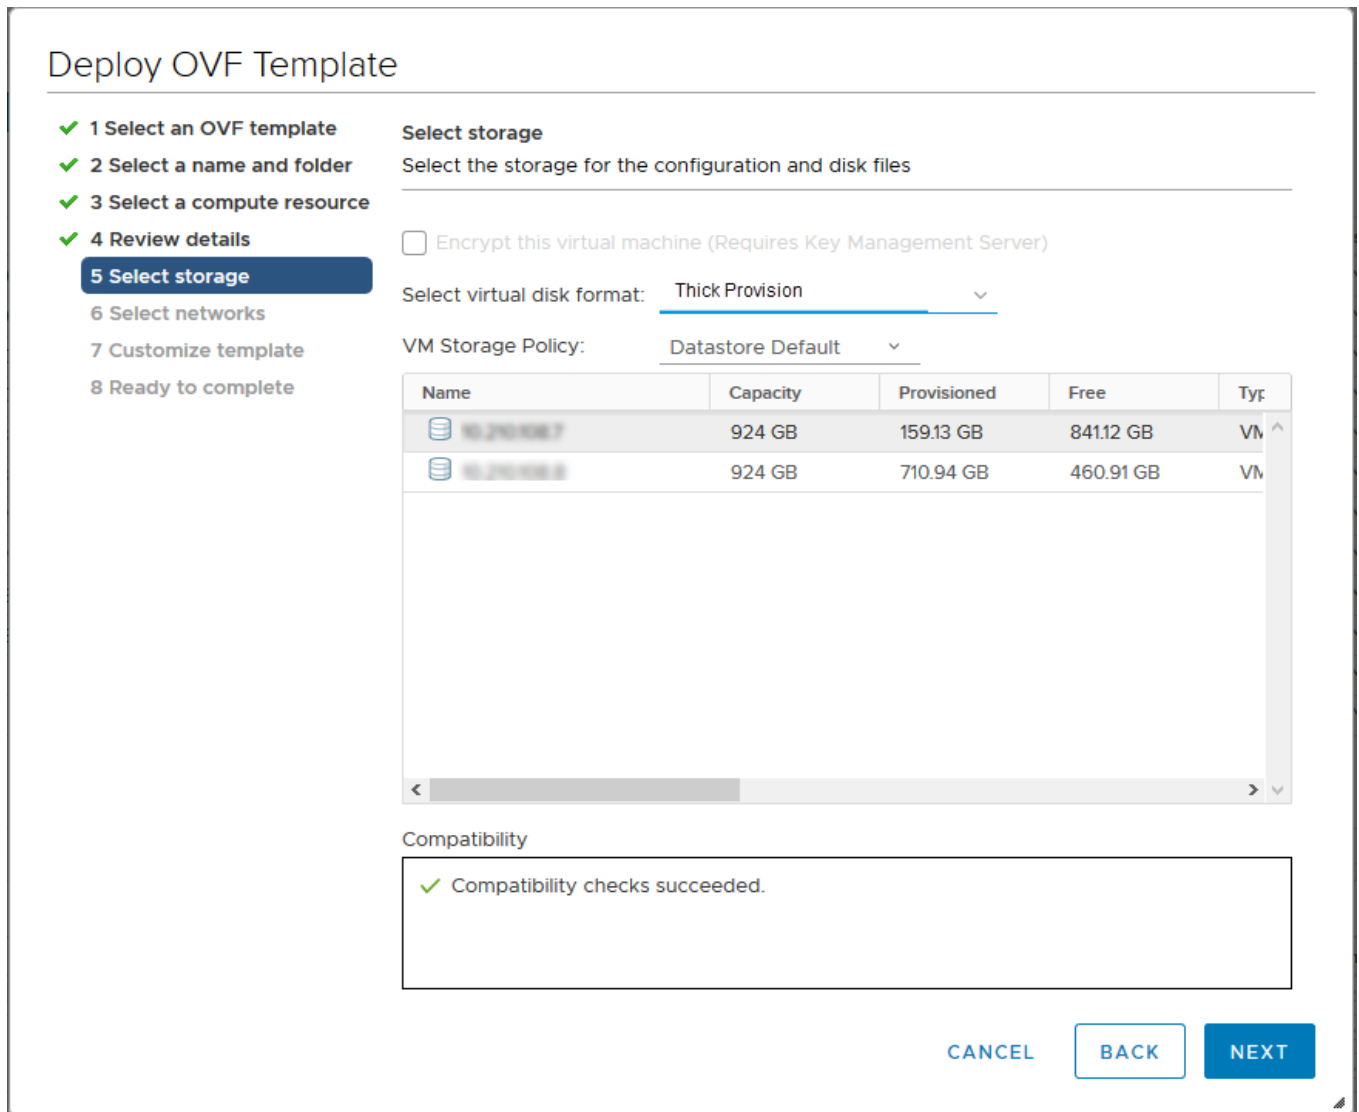 Deploy OVF Template
1 Select an OVF template
2 Select a name and folder
3 Select a compute resource
4 Review details
5 Select storage
6 Select networks
7 Customize template
8 Ready to complete
Select storage
Select the storage for the configuration and disk files
Encrypt this virtual machine (Requires Key Management Server)
Select virtual disk format: Thick Provision
VM Storage Policy: Datastore Default
Name Capacity Provisioned Free
924 GB 159.13 GB 841.12 GB
924 GB 710.94 GB 460.91 GB
Compatibility
Compatibility checks succeeded.
CANCEL BACK NEXT